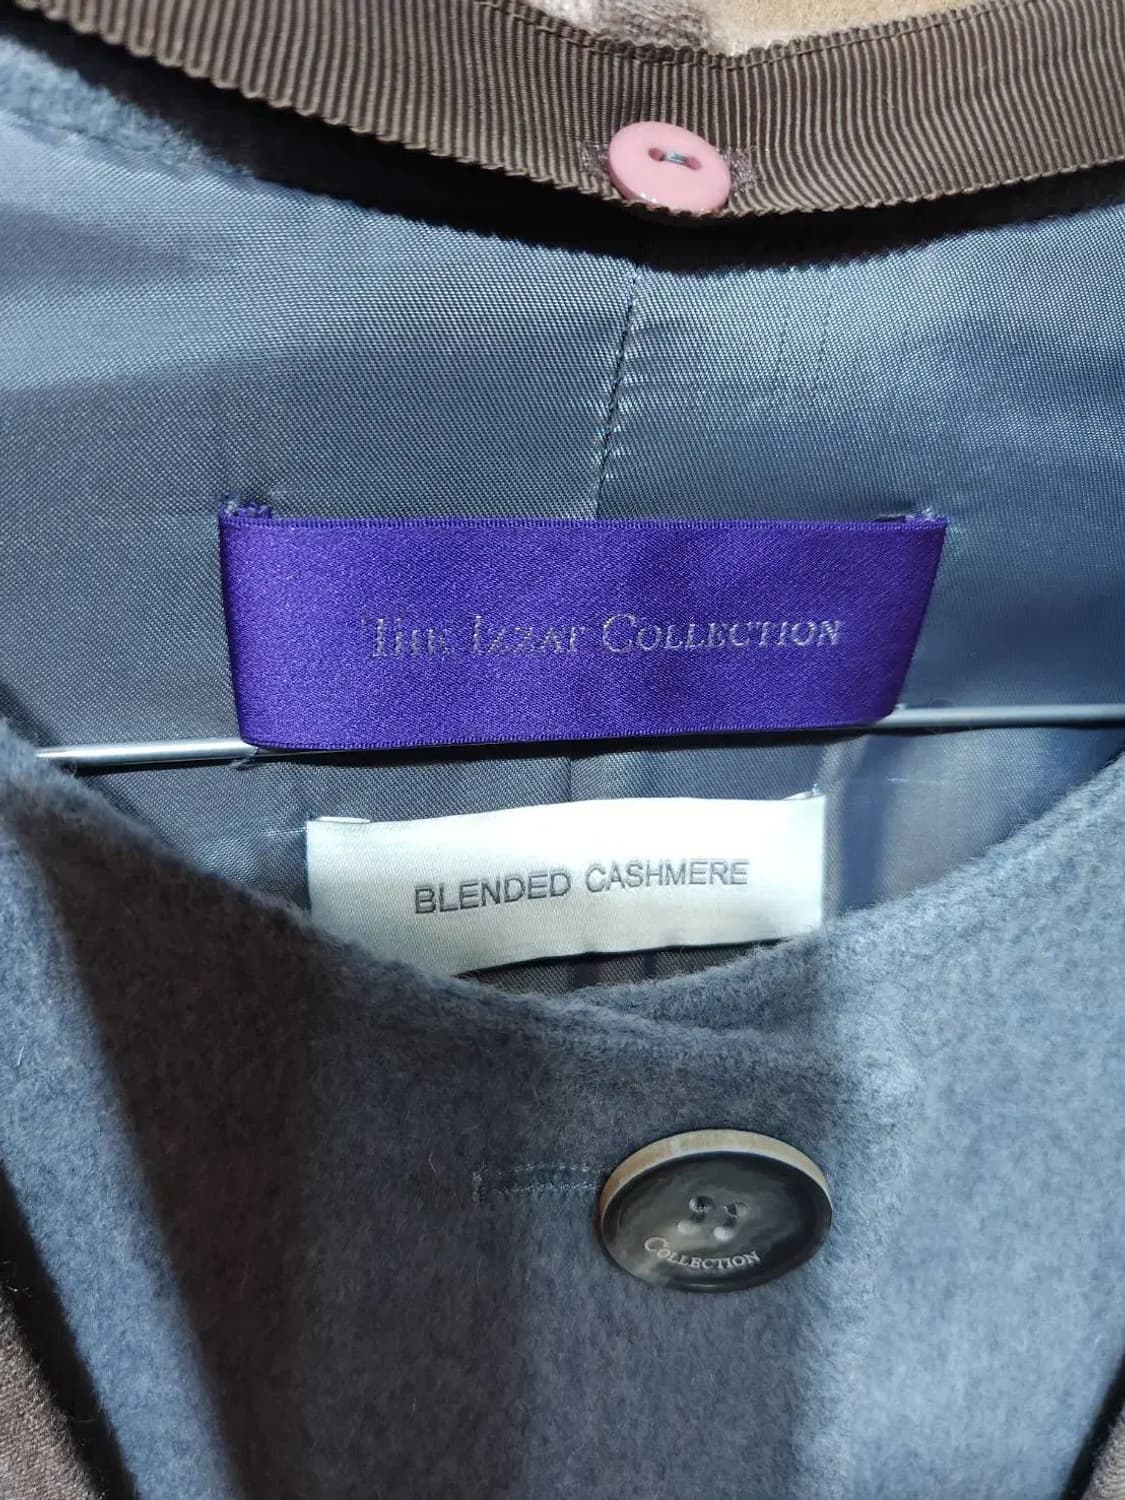 THE IZZAT COLLECTION
BLENDED CASHMERE
COLLECTION